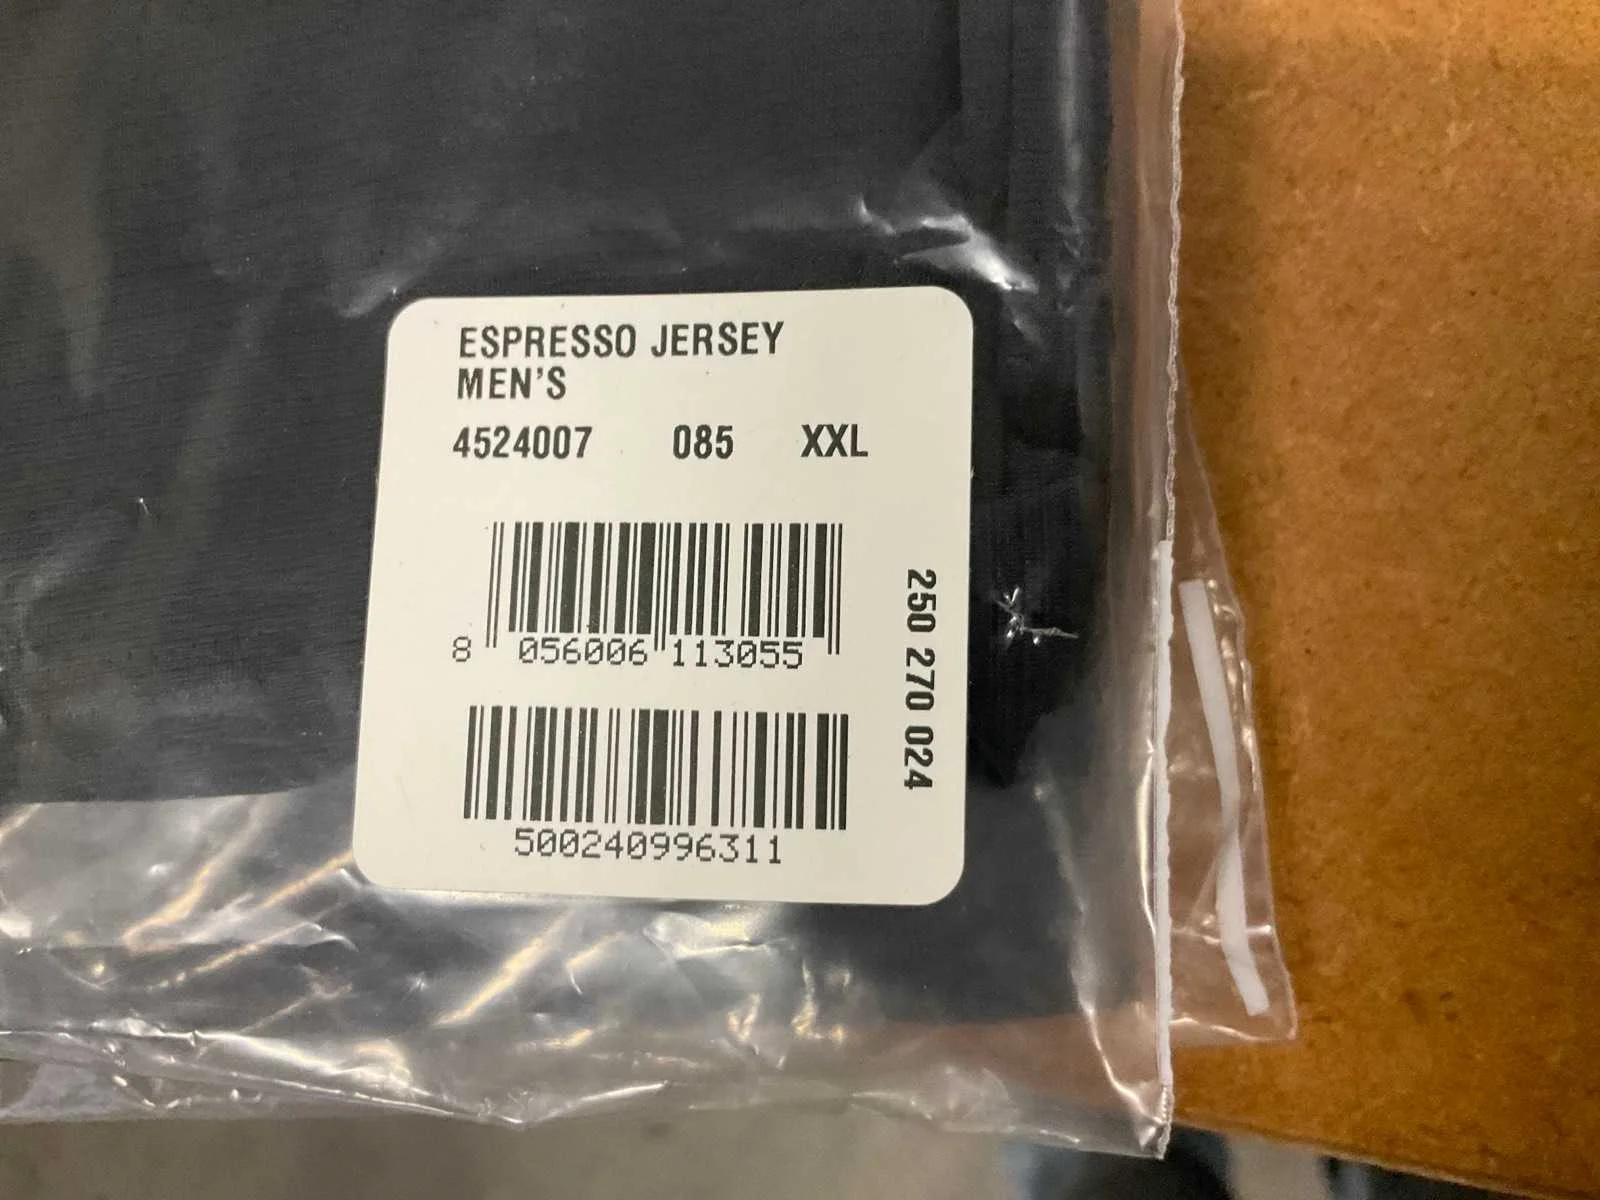 ESPRESSO JERSEY
MEN'S
4524007 085 XXL
8 056006 113055
500240996311
250 270 024